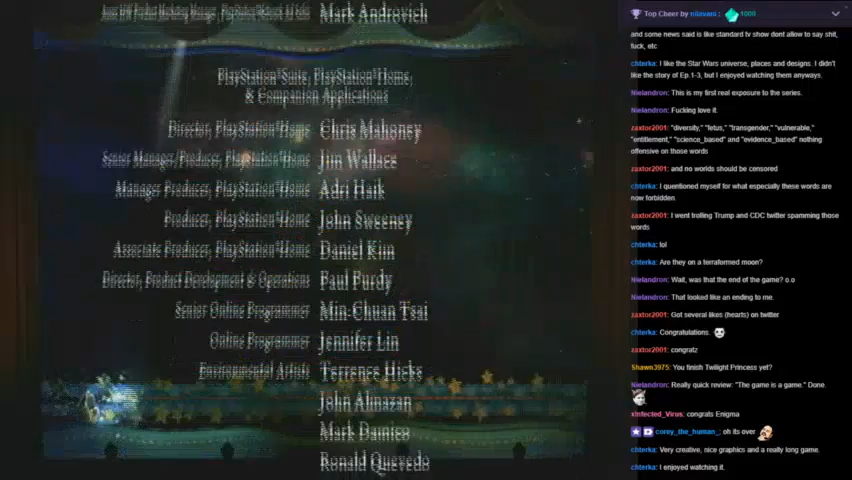 Mark Androvich
PlayStation®Suite, PlayStation®Home,
& Companion Applications
Director, PlayStation®Home Chris Mahoney
Senior Manager/Producer, PlayStation®Home Jim Wallace
Manager Producer, PlayStation®Home Adri Haik
Producer, PlayStation®Home John Sweeney
Associate Producer, PlayStation®Home Daniel Kim
Director, Product Development & Operations Paul Purdy
Senior Online Programmer Min-Chuan Tsai
Online Programmer Jennifer Lin
Environmental Artists Terrence Hicks
John Almazan
Mark Damico
Ronald Quevedo
Top Cheer by nilavani: 1000
and some news said is like standard tv show dont allow to say shit,
fuck, etc
chterka: I like the Star Wars universe, places and designs. I didn't
like the story of Ep.1-3, but I enjoyed watching them anyways.
Nielandron: This is my first real exposure to the series.
Nielandron: Fucking love it.
zaxtor2001: "diversity," "fetus," "transgender," "vulnerable,"
"entitlement," "science_based" and "evidence_based" nothing
offensive on those words
zaxtor2001: and no worlds should be censored
chterka: I quentioned myself for what especially these words are
now forbidden.
zaxtor2001: I went trolling Trump and CDC twitter spamming those
words
chterka: lol
chterka: Are they on a terraformed moon?
Nielandron: Wait, was that the end of the game? o.o
Nielandron: That looked like an ending to me.
zaxtor2001: Got several likes (hearts) on twitter
chterka: Congratulations.
zaxtor2001: congratz
Shawn3975: You finish Twilight Princess yet?
Nielandron: Really quick review: "The game is a game." Done.
xInfected_Virus: congrats Enigma
corey_the_human_: oh its over
chterka: Very creative, nice graphics and a really long game.
chterka: I enjoyed watching it.